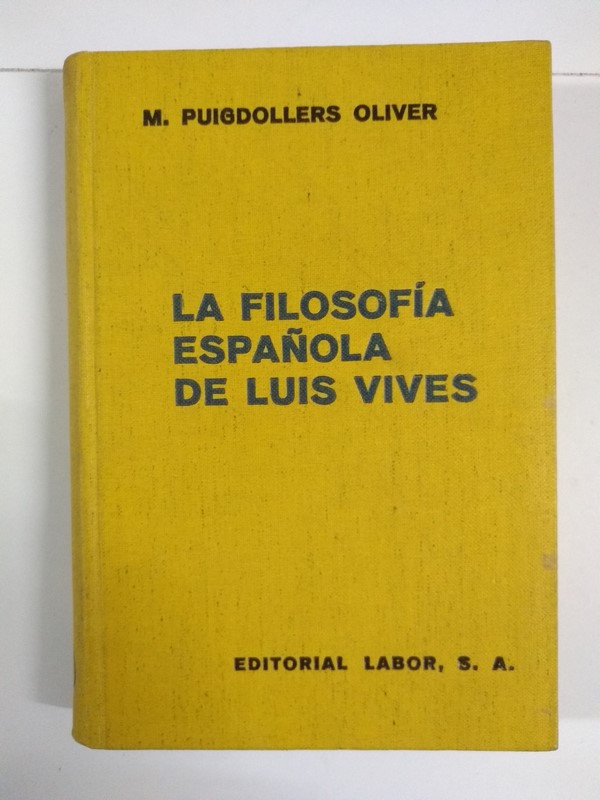 M. PUIGDOLLERS OLIVER
LA FILOSOFÍA
ESPAÑOLA
DE LUIS VIVES
EDITORIAL LABOR, S. A.